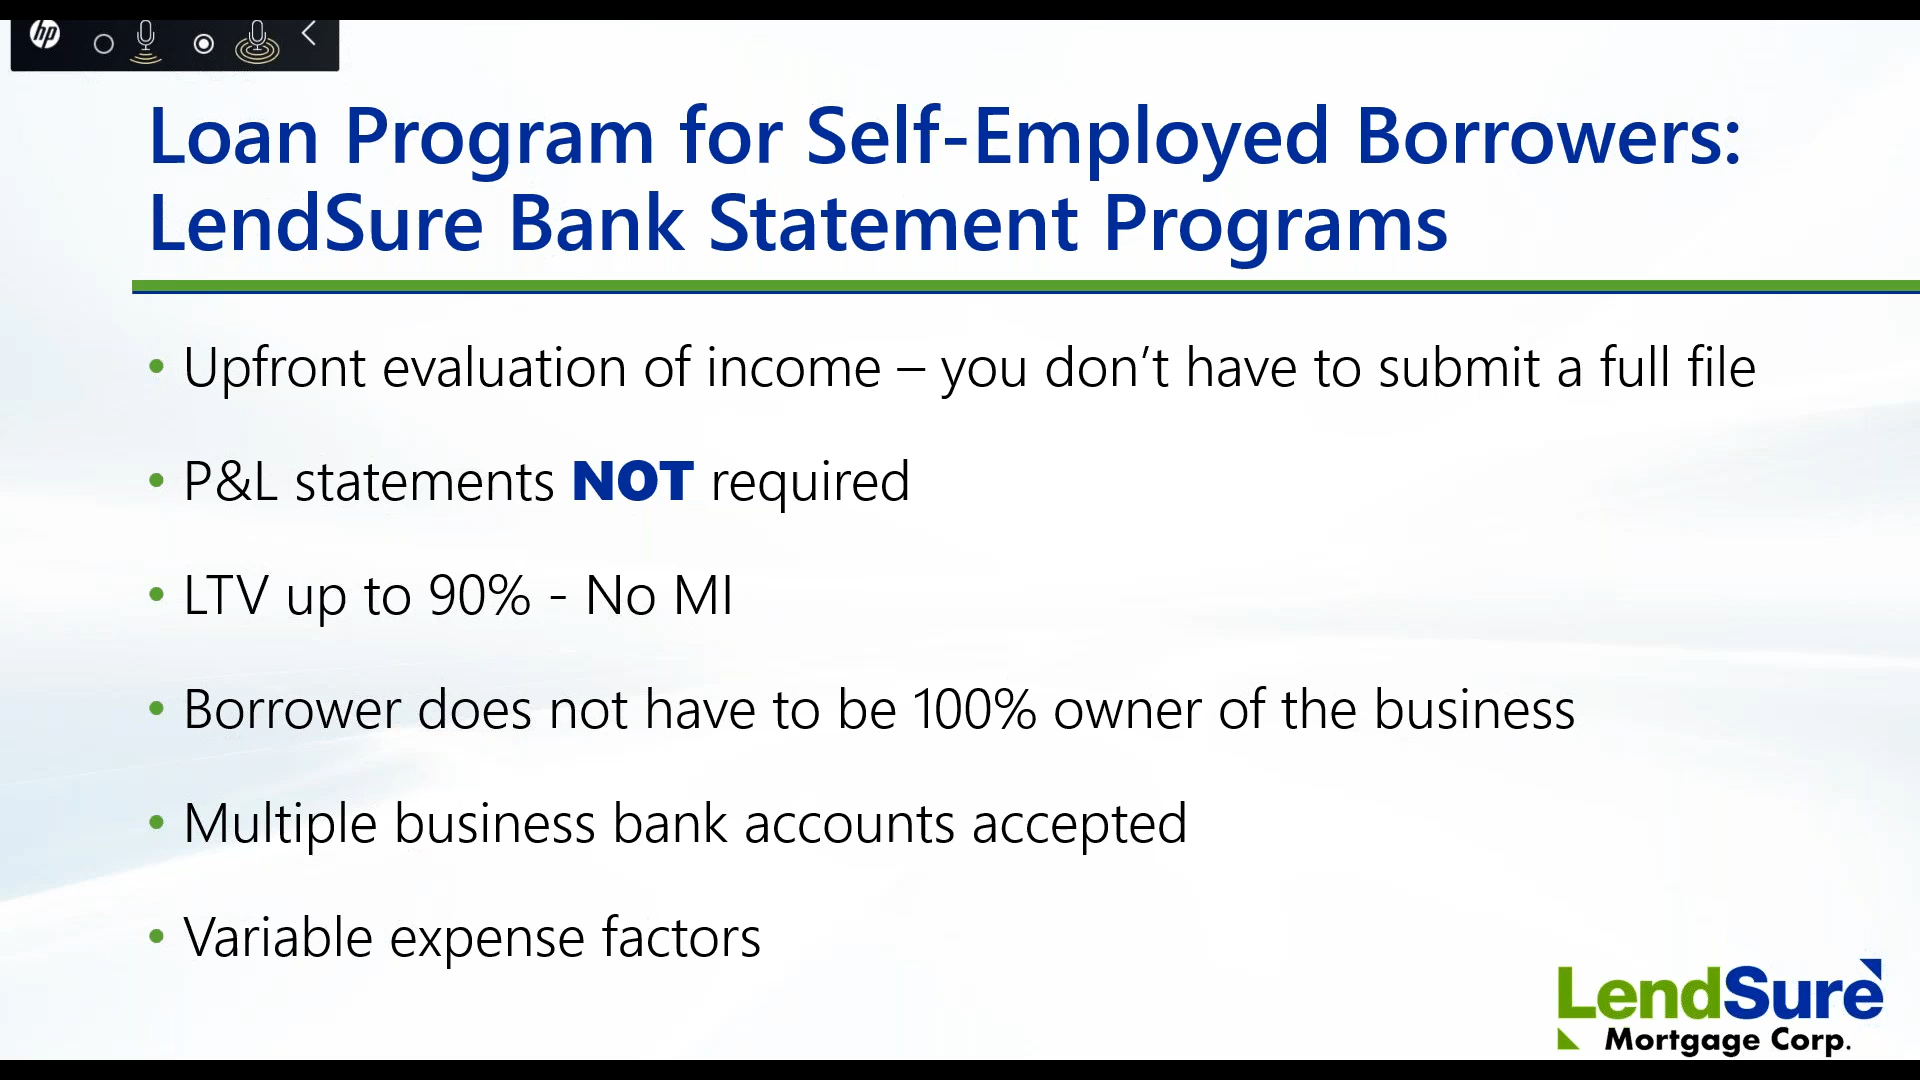 hp
Loan Program for Self-Employed Borrowers:
LendSure Bank Statement Programs
• Upfront evaluation of income – you don’t have to submit a full file
• P&L statements NOT required
• LTV up to 90% - No MI
• Borrower does not have to be 100% owner of the business
• Multiple business bank accounts accepted
• Variable expense factors
LendSure
Mortgage Corp.